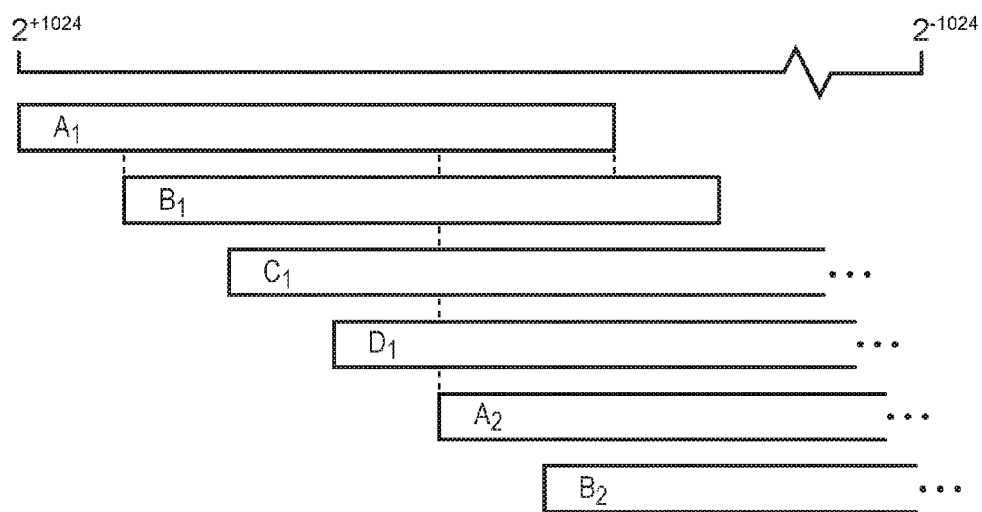 2⁺¹⁰²⁴ 2⁻¹⁰²⁴
A₁
B₁
C₁ ...
D₁ ...
A₂ ...
B₂ ...